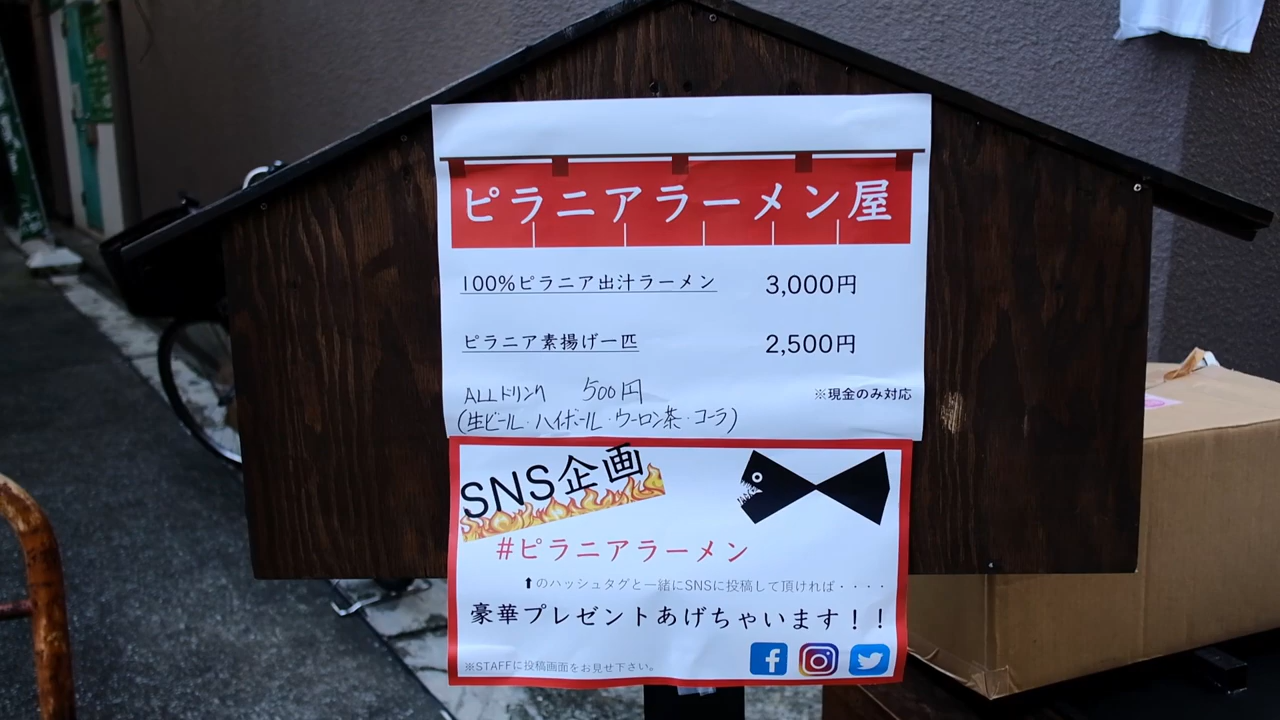 ピラニアラーメン屋
100%ピラニア出汁ラーメン 3,000円
ピラニア素揚げ一匹 2,500円
ALLドリンク 500円
※現金のみ対応
(生ビール・ハイボール・ウーロン茶・コーラ)
SNS企画
#ピラニアラーメン
⬆のハッシュタグと一緒にSNSに投稿して頂ければ・・・・
豪華プレゼントあげちゃいます！！
※STAFFに投稿画面をお見せ下さい。